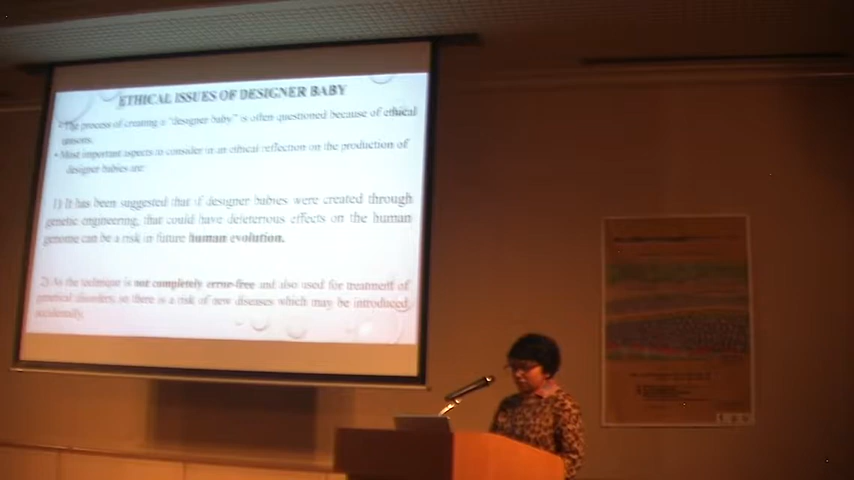 ETHICAL ISSUES OF DESIGNER BABY
• The process of creating a "designer baby" is often questioned because of ethical
reasons.
• Most important aspects to consider in an ethical reflection on the production of
designer babies are:
1) It has been suggested that if designer babies were created through
genetic engineering, that could have deleterious effects on the human
genome can be a risk in future human evolution.
2) As the technique is not completely error-free and also used for treatment of
genetical disorders, so there is a risk of new diseases which may be introduced
accidentally.